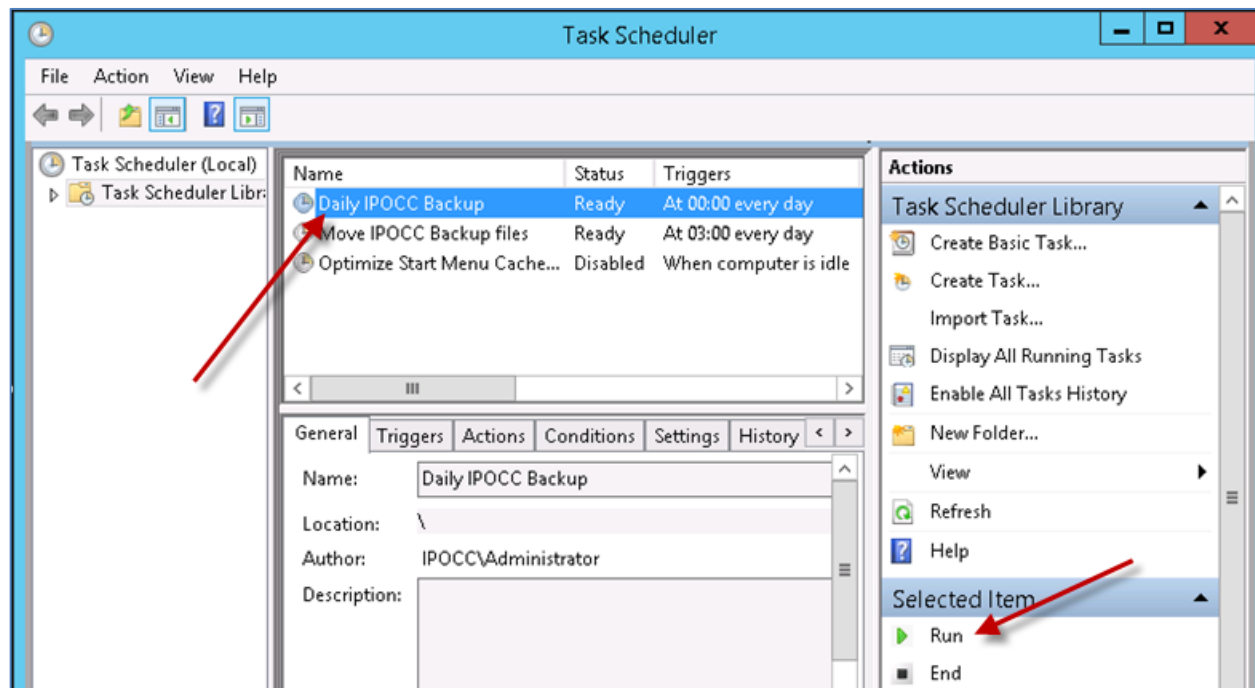 Task Scheduler
File Action View Help
Task Scheduler (Local)
Task Scheduler Libra
Name Status Triggers
Daily IPOCC Backup Ready At 00:00 every day
Move IPOCC Backup files Ready At 03:00 every day
Optimize Start Menu Cache... Disabled When computer is idle
General Triggers Actions Conditions Settings History
Name: Daily IPOCC Backup
Location: \
Author: IPOCC\Administrator
Description:
Actions
Task Scheduler Library
Create Basic Task...
Create Task...
Import Task...
Display All Running Tasks
Enable All Tasks History
New Folder...
View
Refresh
Help
Selected Item
Run
End